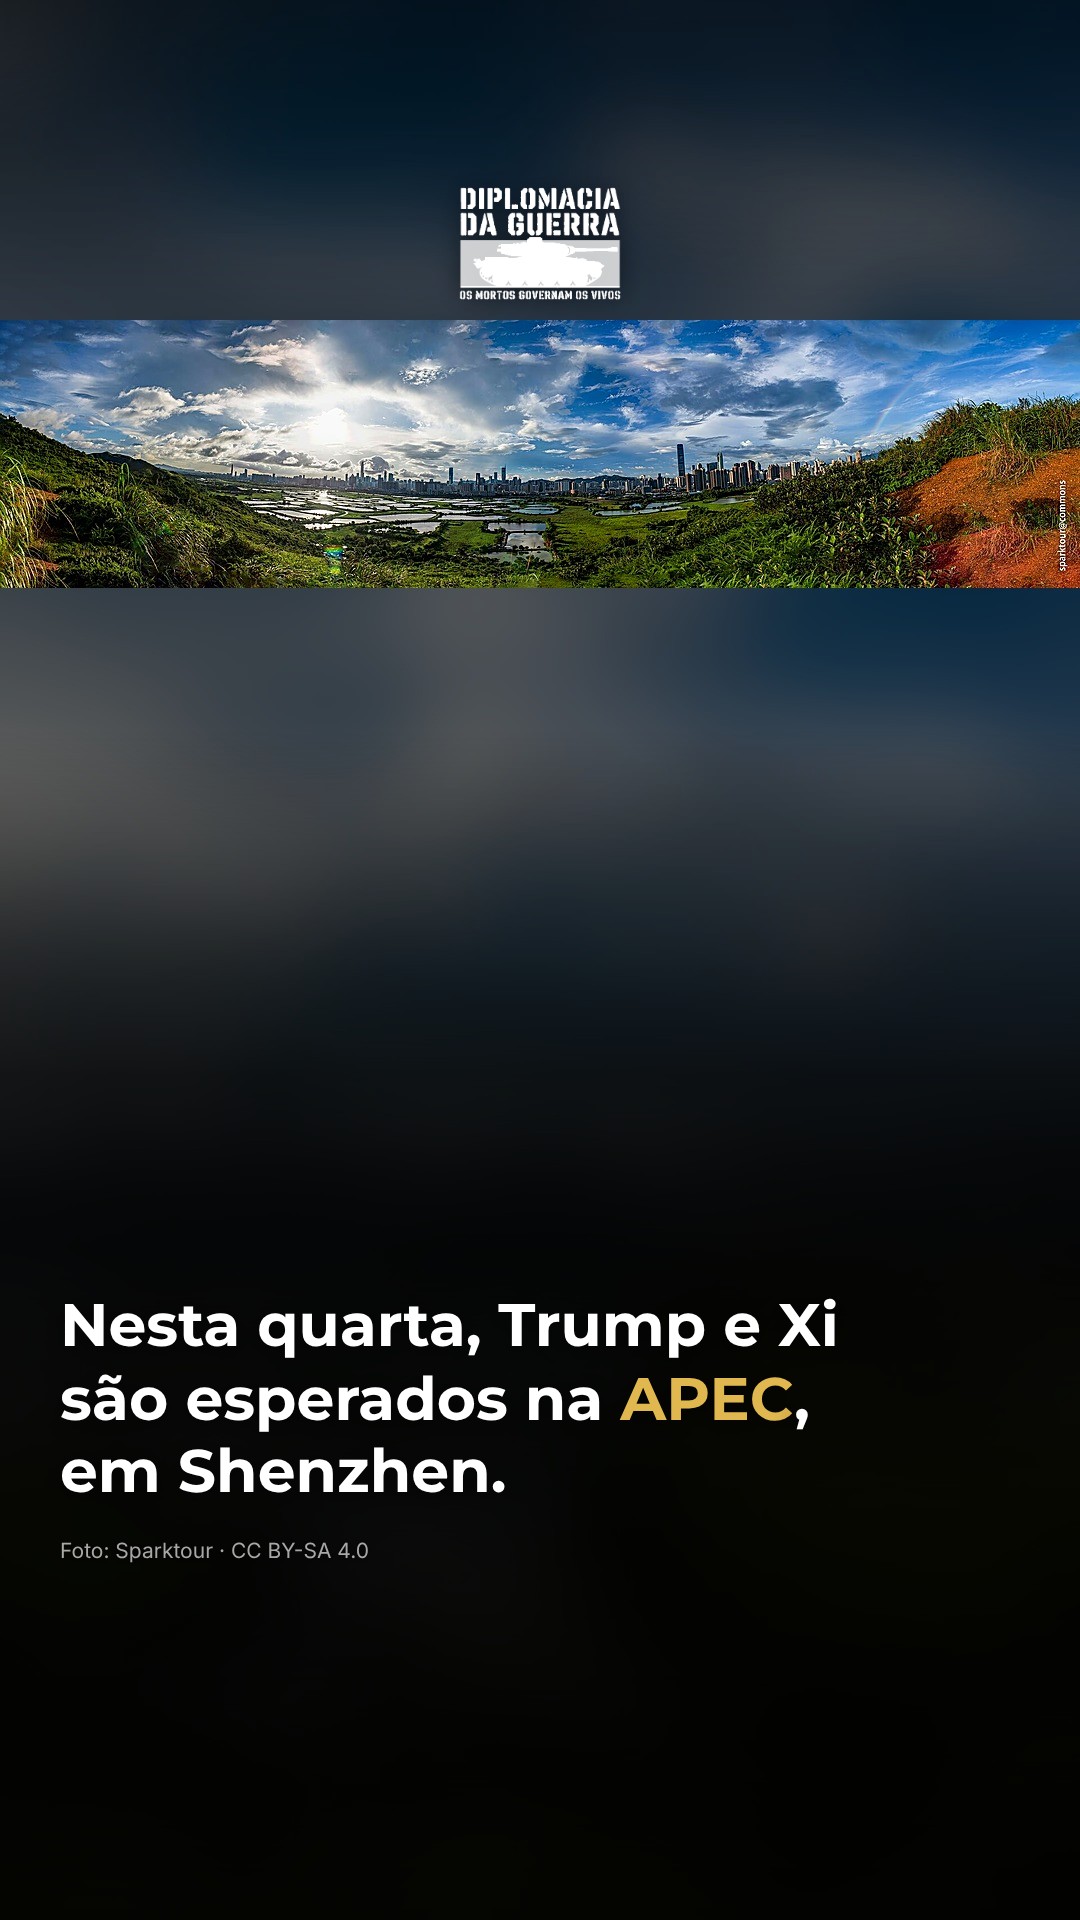 DIPLOMACIA
DA GUERRA
OS MORTOS GOVERNAM OS VIVOS
sparktour@commons
Nesta quarta, Trump e Xi
são esperados na APEC,
em Shenzhen.
Foto: Sparktour · CC BY-SA 4.0